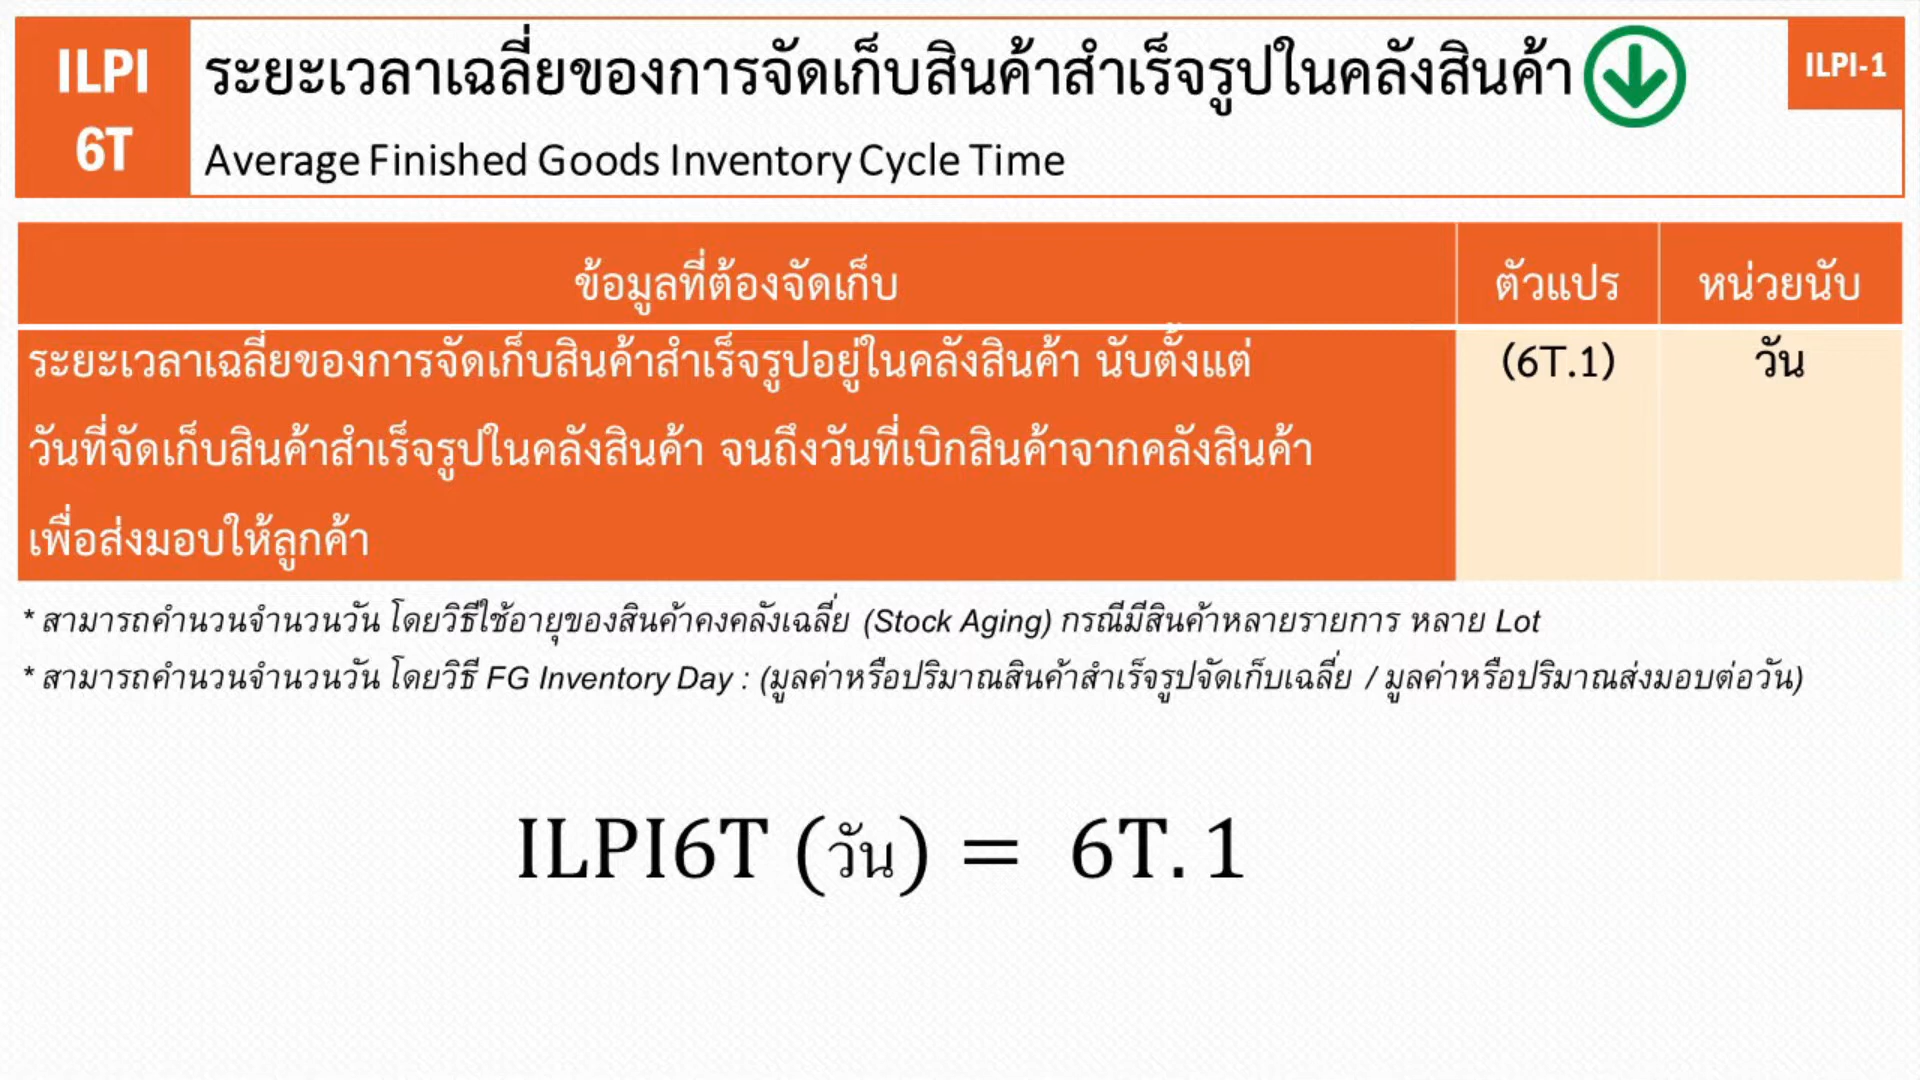 ILPI
6T
ระยะเวลาเฉลี่ยของการจัดเก็บสินค้าสำเร็จรูปในคลังสินค้า
Average Finished Goods Inventory Cycle Time
ILPI-1
ข้อมูลที่ต้องจัดเก็บ ตัวแปร หน่วยนับ
ระยะเวลาเฉลี่ยของการจัดเก็บสินค้าสำเร็จรูปอยู่ในคลังสินค้า นับตั้งแต่ (6T.1) วัน
วันที่จัดเก็บสินค้าสำเร็จรูปในคลังสินค้า จนถึงวันที่เบิกสินค้าจากคลังสินค้า
เพื่อส่งมอบให้ลูกค้า
* สามารถคำนวนจำนวนวัน โดยวิธีใช้อายุของสินค้าคงคลังเฉลี่ย (Stock Aging) กรณีมีสินค้าหลายรายการ หลาย Lot
* สามารถคำนวนจำนวนวัน โดยวิธี FG Inventory Day : (มูลค่าหรือปริมาณสินค้าสำเร็จรูปจัดเก็บเฉลี่ย / มูลค่าหรือปริมาณส่งมอบต่อวัน)
ILPI6T (วัน) = 6T.1